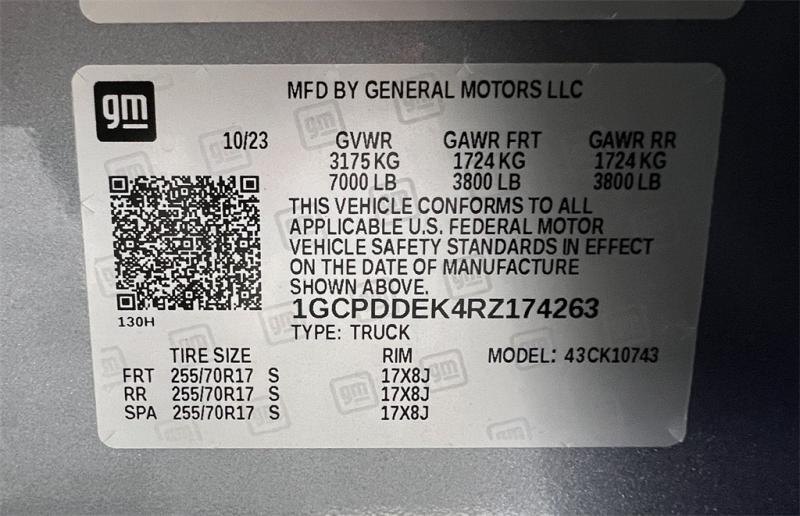 gm
MFD BY GENERAL MOTORS LLC
10/23 GVWR GAWR FRT GAWR RR
3175 KG 1724 KG 1724 KG
7000 LB 3800 LB 3800 LB
THIS VEHICLE CONFORMS TO ALL
APPLICABLE U.S. FEDERAL MOTOR
VEHICLE SAFETY STANDARDS IN EFFECT
ON THE DATE OF MANUFACTURE
SHOWN ABOVE.
1GCPDDEK4RZ174263
130H
TYPE: TRUCK
TIRE SIZE RIM MODEL: 43CK10743
FRT 255/70R17 S 17X8J
RR 255/70R17 S 17X8J
SPA 255/70R17 S 17X8J